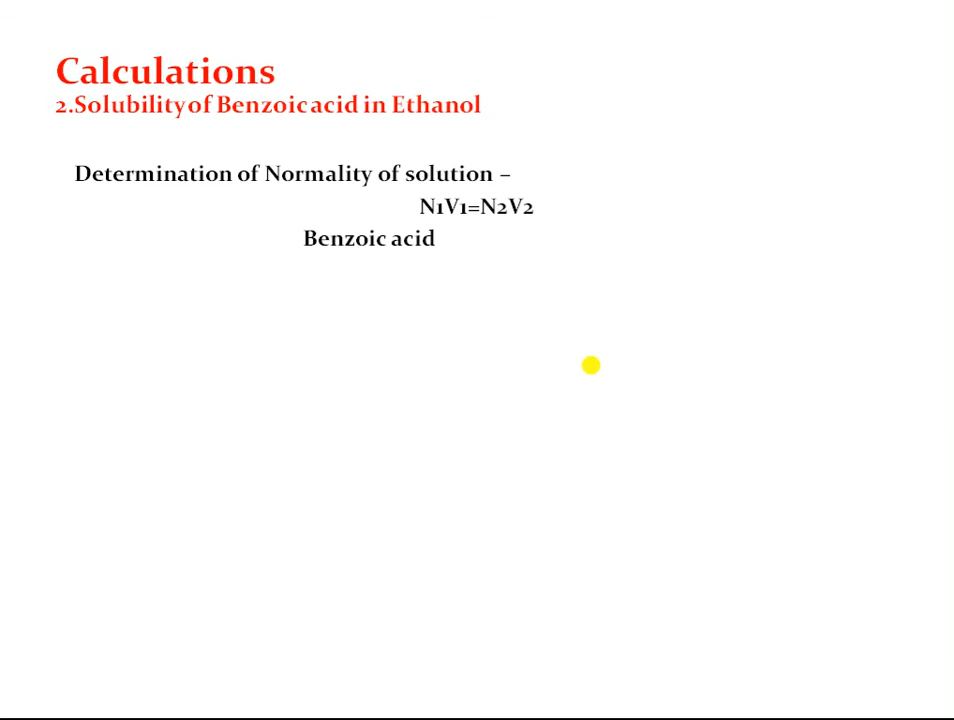 Calculations
2.Solubility of Benzoic acid in Ethanol
Determination of Normality of solution –
N1V1=N2V2
Benzoic acid